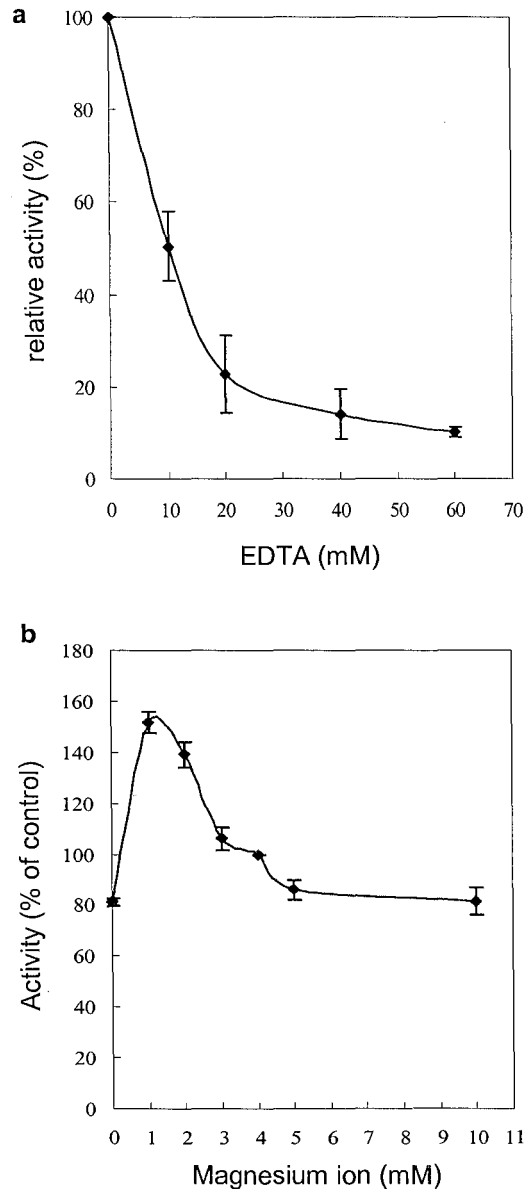 a
100
80
60
40
20
0
relative activity (%)
0 10 20 30 40 50 60 70
EDTA (mM)
b
180
160
140
120
100
80
60
40
20
0
Activity (% of control)
0 1 2 3 4 5 6 7 8 9 10 11
Magnesium ion (mM)